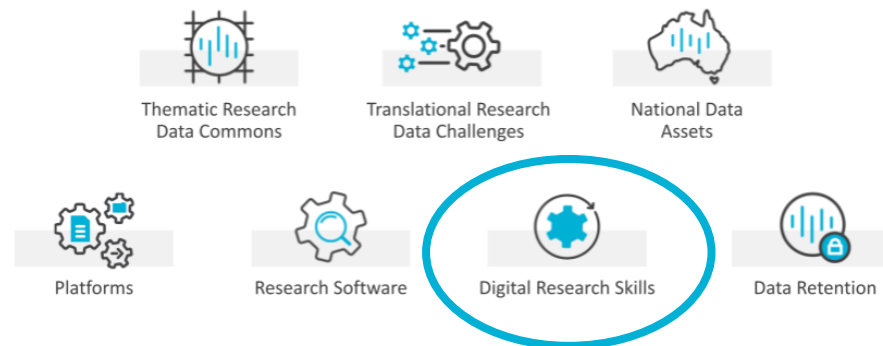 Thematic Research
Data Commons
Translational Research
Data Challenges
National Data
Assets
Platforms
Research Software
Digital Research Skills
Data Retention